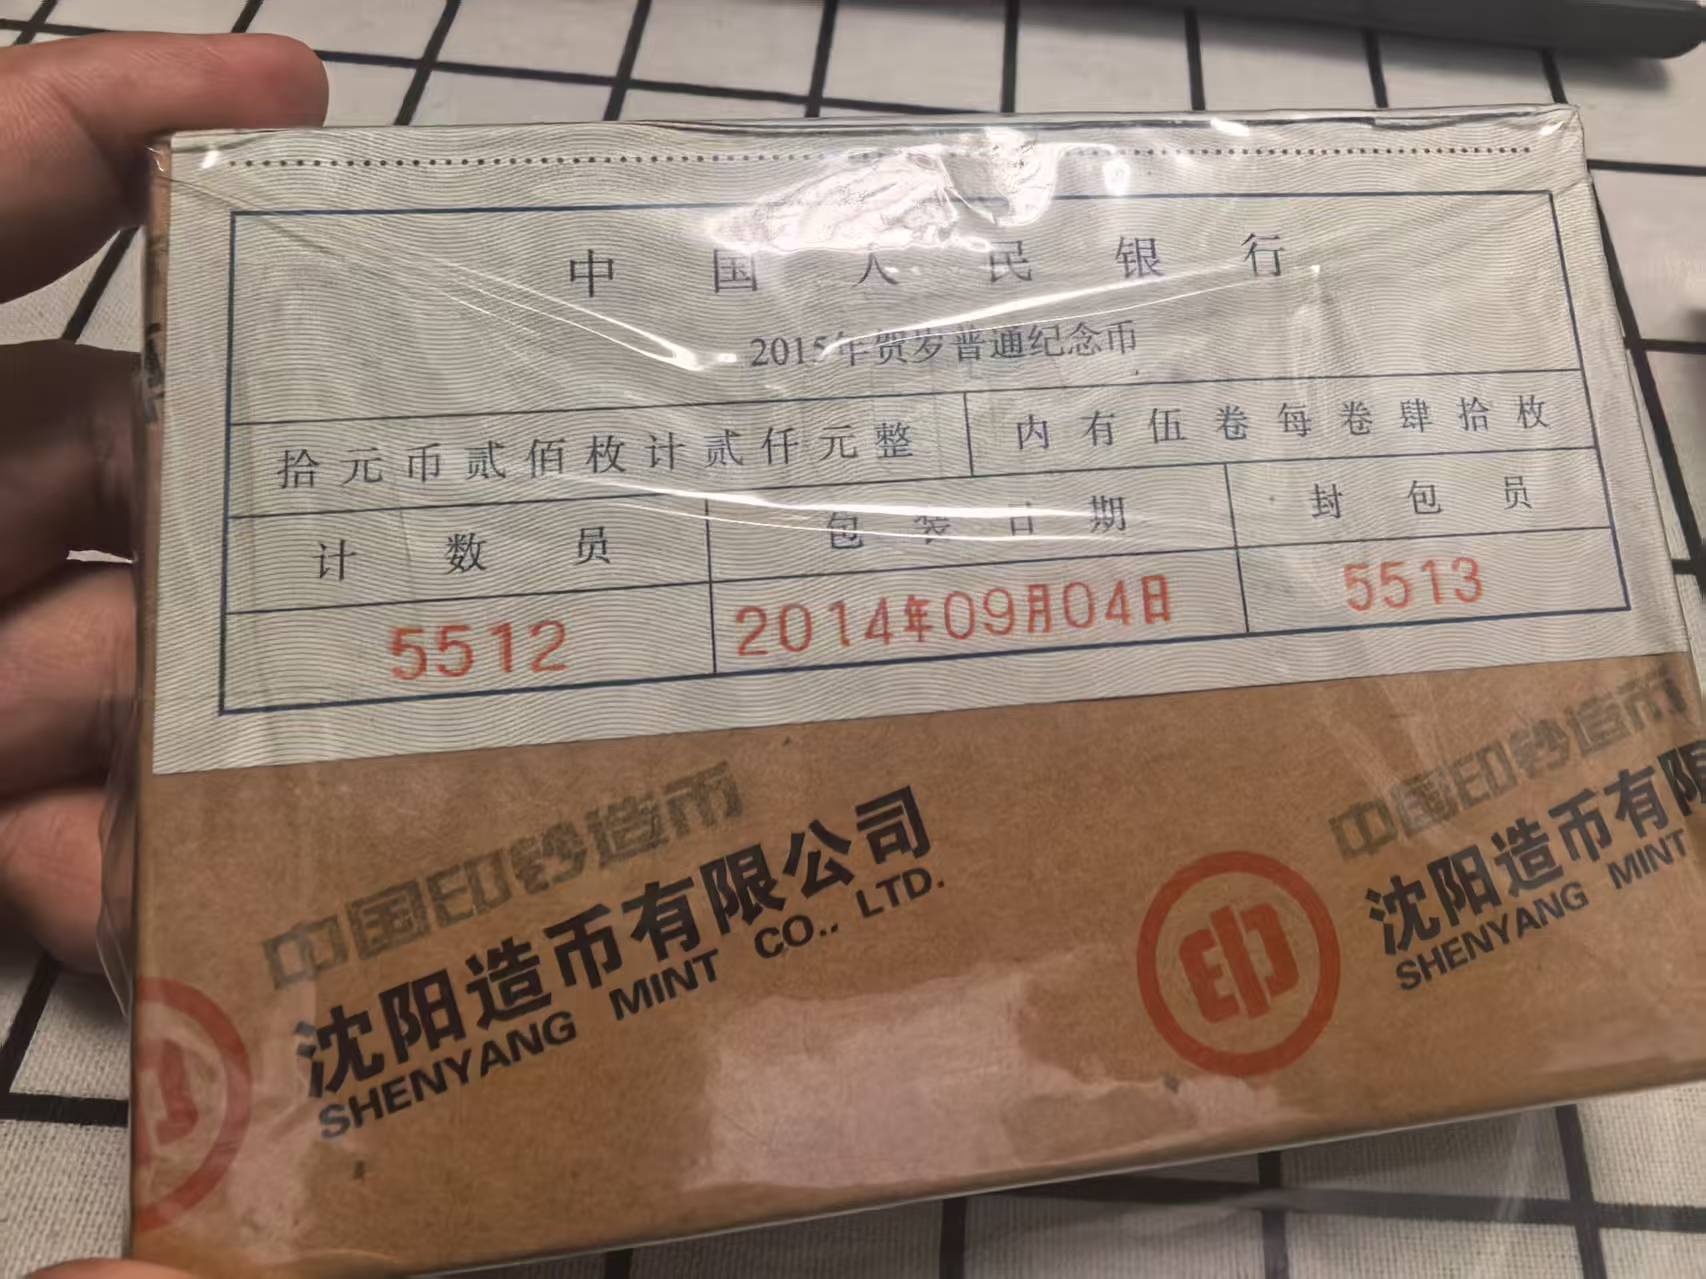 中国人民银行
2015年贺岁普通纪念币
拾元币贰佰枚计贰仟元整 内有伍卷每卷肆拾枚
计数员 包装日期 封包员
5512 2014年09月04日 5513
中国印钞造币
沈阳造币有限公司
SHENYANG MINT CO., LTD.
印
中国印钞造币
沈阳造币有限
SHENYANG MINT